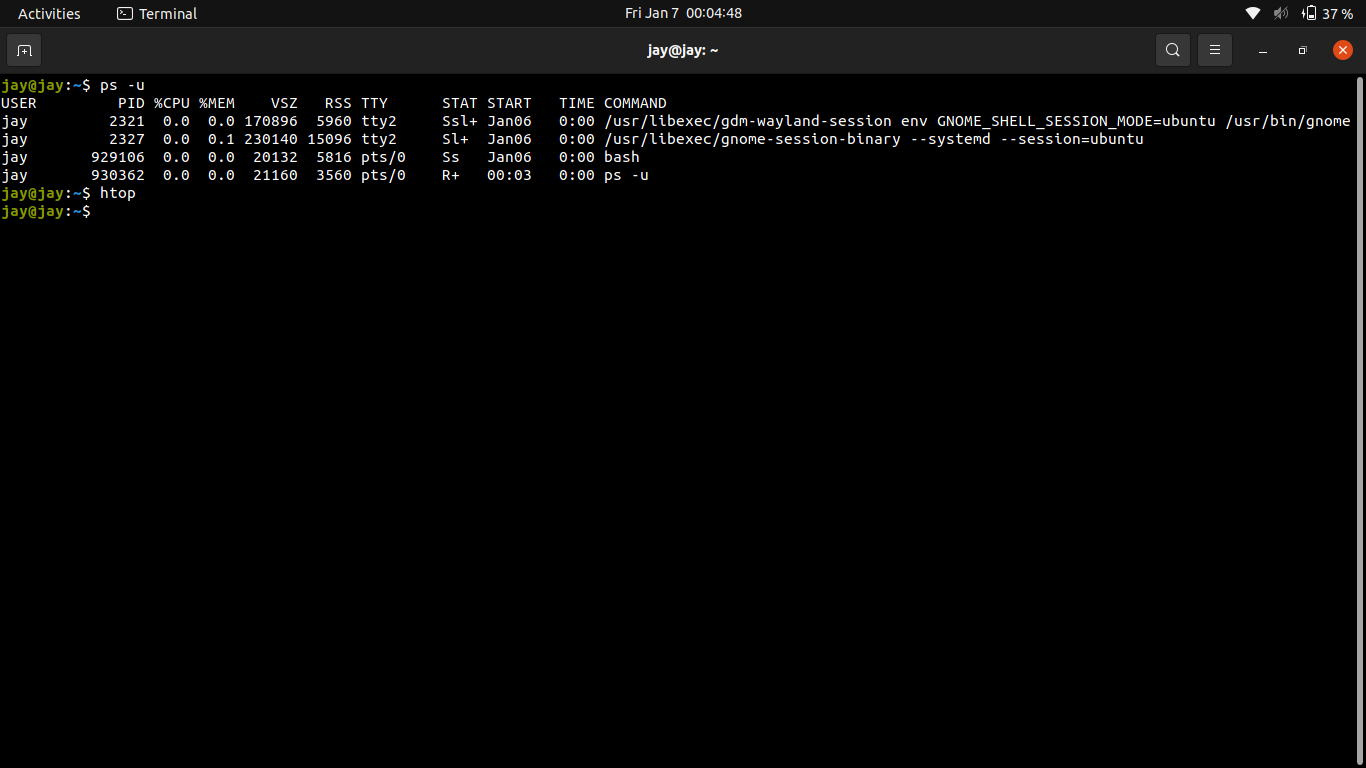 Activities Terminal Fri Jan 7 00:04:48 37 %
jay@jay: ~
jay@jay:~$ ps -u
USER         PID %CPU %MEM    VSZ   RSS TTY      STAT START   TIME COMMAND
jay         2321  0.0  0.0 170896  5960 tty2     Ssl+ Jan06   0:00 /usr/libexec/gdm-wayland-session env GNOME_SHELL_SESSION_MODE=ubuntu /usr/bin/gnome
jay         2327  0.0  0.1 230140 15096 tty2     Sl+  Jan06   0:00 /usr/libexec/gnome-session-binary --systemd --session=ubuntu
jay       929106  0.0  0.0  20132  5816 pts/0    Ss   Jan06   0:00 bash
jay       930362  0.0  0.0  21160  3560 pts/0    R+   00:03   0:00 ps -u
jay@jay:~$ htop
jay@jay:~$